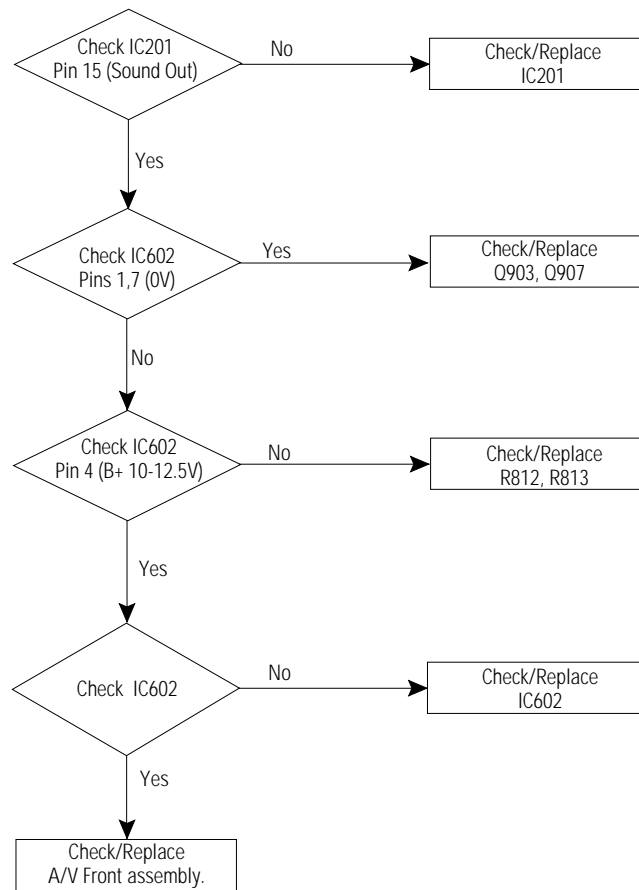 Check IC201
Pin 15 (Sound Out)
No
Check/Replace
IC201
Yes
Check IC602
Pins 1,7 (0V)
Yes
Check/Replace
Q903, Q907
No
Check IC602
Pin 4 (B+ 10-12.5V)
No
Check/Replace
R812, R813
Yes
Check IC602
No
Check/Replace
IC602
Yes
Check/Replace
A/V Front assembly.